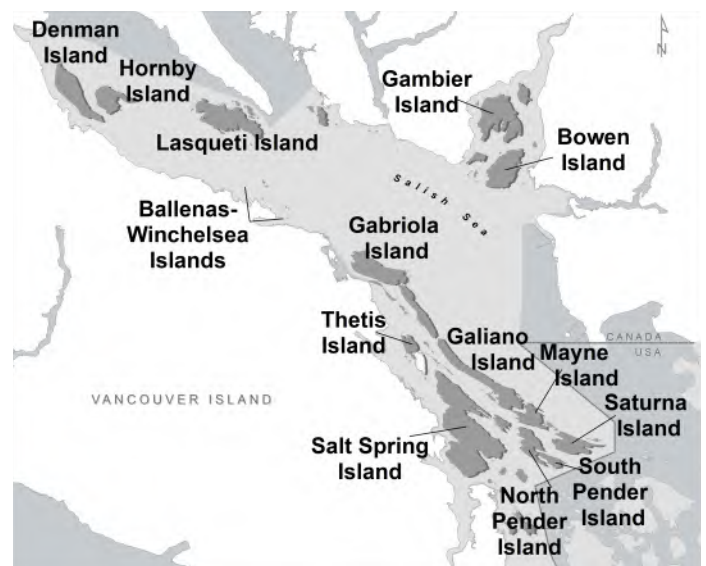 Denman
Island
Hornby
Island
Lasqueti Island
Gambier
Island
N
Bowen
Island
Salish Sea
Ballenas-
Winchelsea
Islands
Gabriola
Island
Thetis
Island
Galiano
Island
CANADA
USA
Mayne
Island
VANCOUVER ISLAND
Saturna
Island
Salt Spring
Island
South
Pender
Island
North
Pender
Island